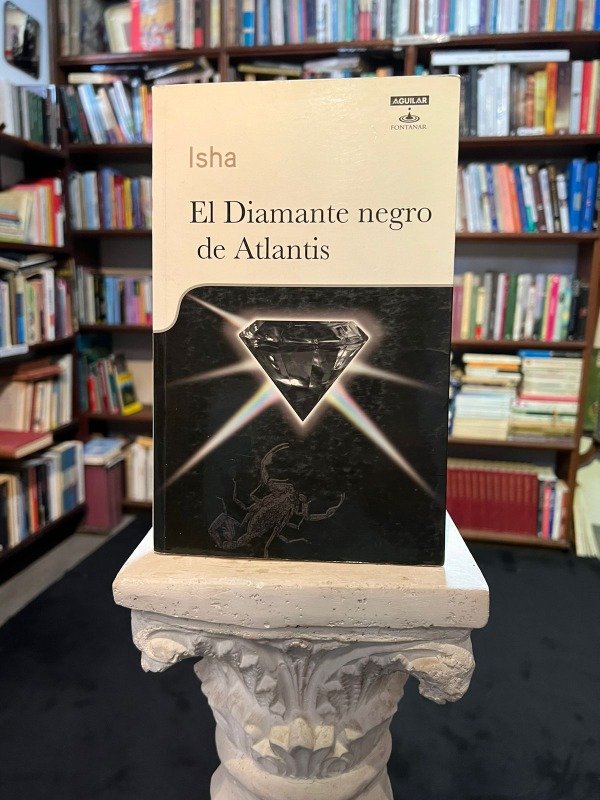 AGUILAR
FONTANAR
Isha
El Diamante negro
de Atlantis